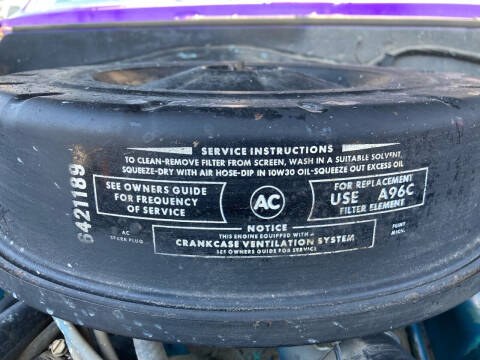 SERVICE INSTRUCTIONS
TO CLEAN-REMOVE FILTER FROM SCREEN, WASH IN A SUITABLE SOLVENT,
SQUEEZE-DRY WITH AIR HOSE-DIP IN 10W30 OIL-SQUEEZE OUT EXCESS OIL
6421189
SEE OWNERS GUIDE
FOR FREQUENCY
OF SERVICE
AC
FOR REPLACEMENT
USE A96C
FILTER ELEMENT
AC
SPARK PLUG
NOTICE
THIS ENGINE EQUIPPED WITH A
CRANKCASE VENTILATION SYSTEM
SEE OWNERS GUIDE FOR SERVICE
FLINT
MICH.